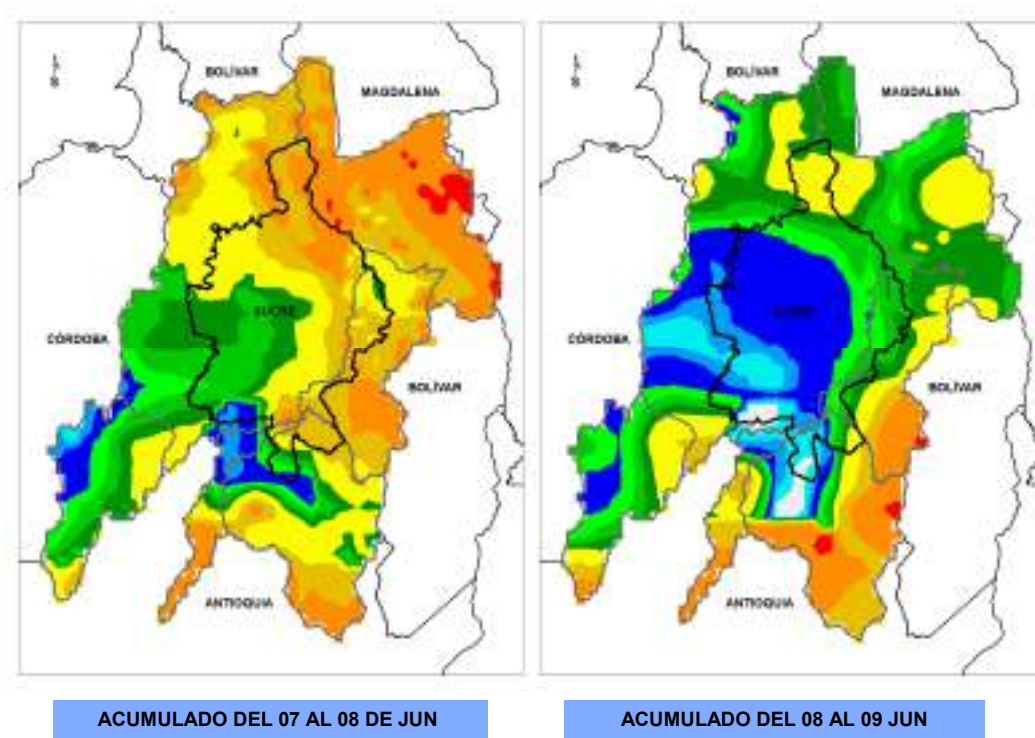 BOLÍVAR
MAGDALENA
SUCRE
CÓRDOBA
BOLÍVAR
ANTIOQUIA
BOLÍVAR
MAGDALENA
SUCRE
CÓRDOBA
BOLÍVAR
ANTIOQUIA
ACUMULADO DEL 07 AL 08 DE JUN
ACUMULADO DEL 08 AL 09 JUN